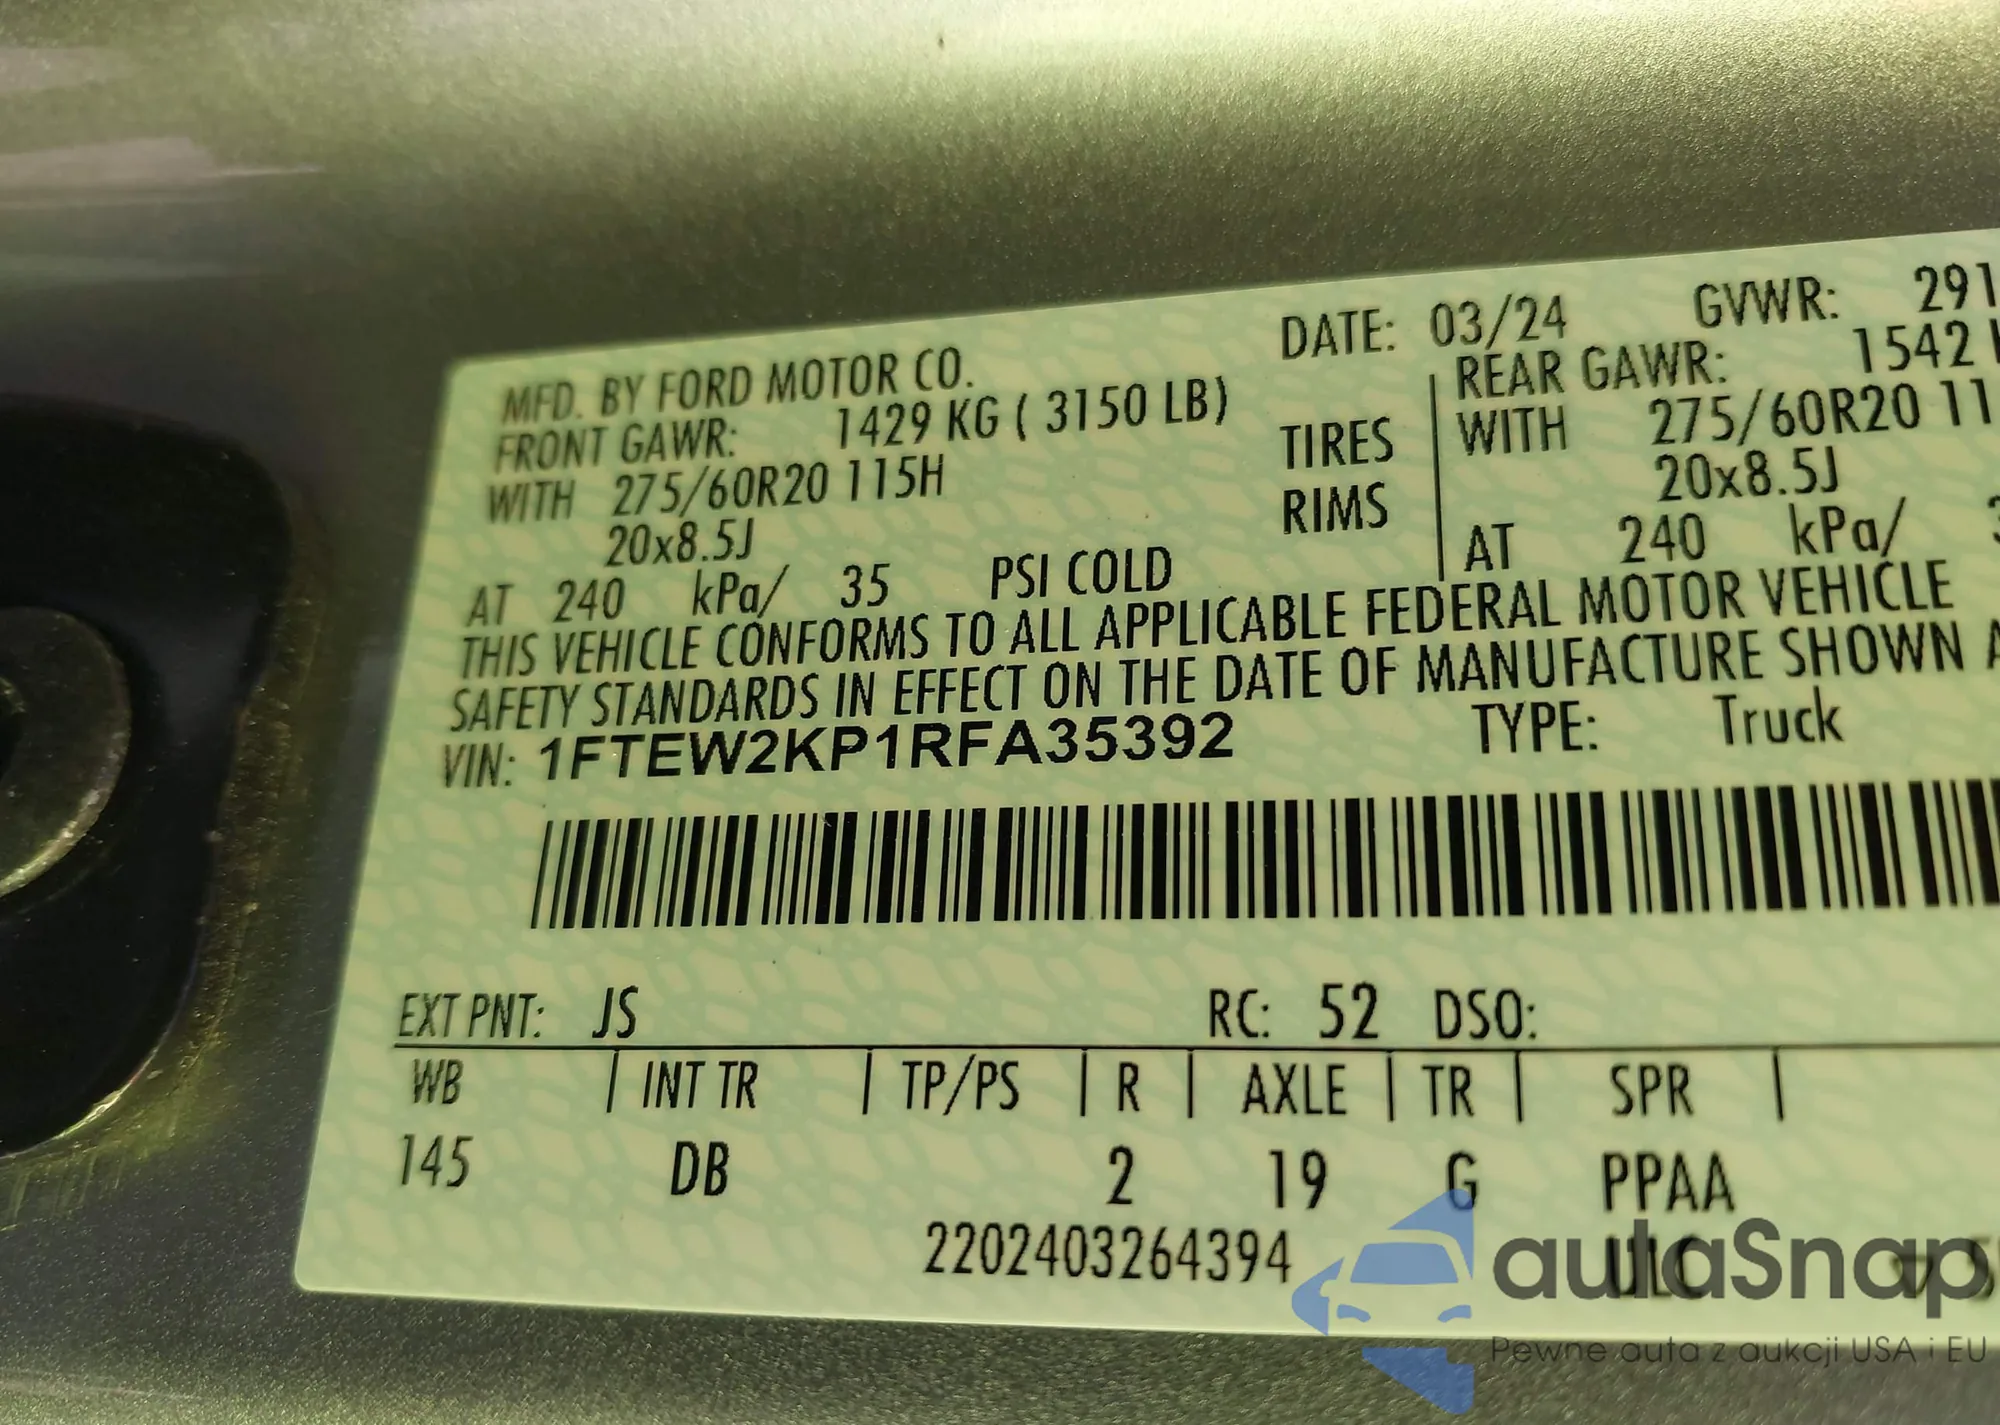 MFD. BY FORD MOTOR CO.
DATE: 03/24 GVWR: 291
FRONT GAWR: 1429 KG ( 3150 LB)
REAR GAWR: 1542
WITH 275/60R20 115H
TIRES
WITH 275/60R20 11
20x8.5J
RIMS
20x8.5J
AT 240 kPa/ 35 PSI COLD
AT 240 kPa/ 3
THIS VEHICLE CONFORMS TO ALL APPLICABLE FEDERAL MOTOR VEHICLE
SAFETY STANDARDS IN EFFECT ON THE DATE OF MANUFACTURE SHOWN A
VIN: 1FTEW2KP1RFA35392
TYPE: Truck
EXT PNT: JS RC: 52 DSO:
WB | INT TR | TP/PS | R | AXLE | TR | SPR |
145 DB 2 19 G PPAA
2202403264394
ULC
autaSnap
Pewne auta z aukcji USA i EU